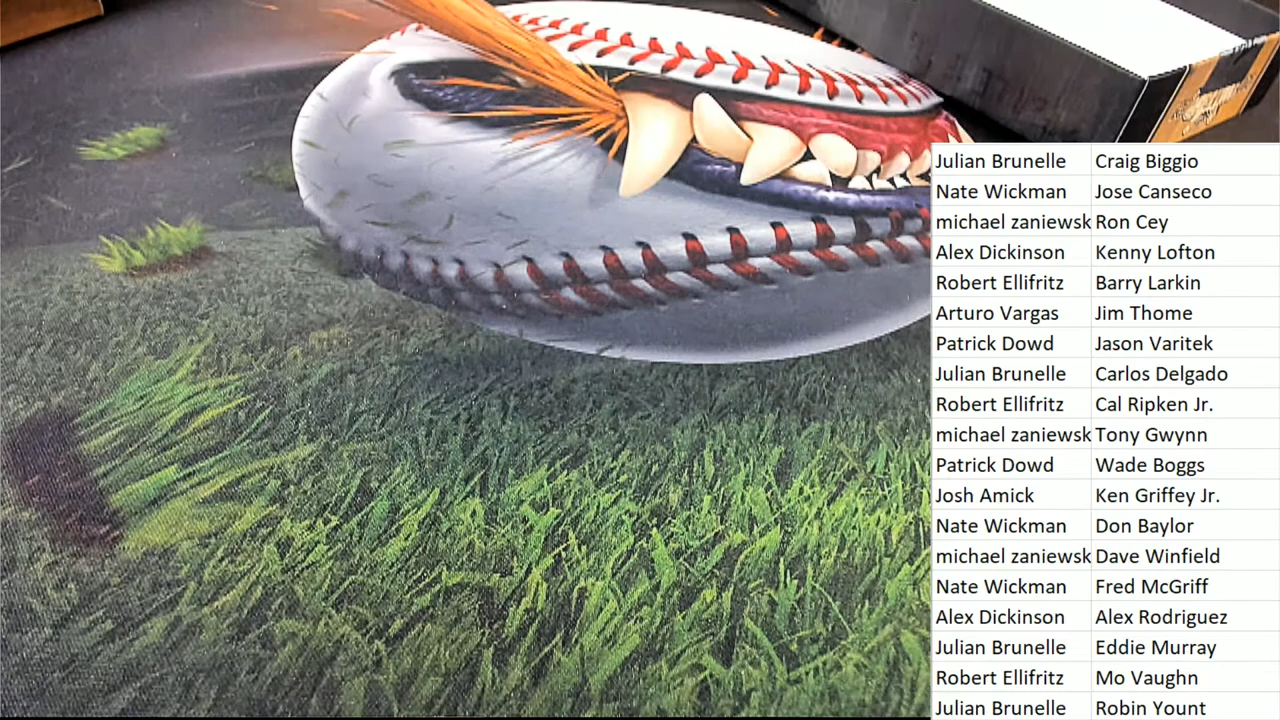 Julian Brunelle Craig Biggio
Nate Wickman Jose Canseco
michael zaniewsk Ron Cey
Alex Dickinson Kenny Lofton
Robert Ellifritz Barry Larkin
Arturo Vargas Jim Thome
Patrick Dowd Jason Varitek
Julian Brunelle Carlos Delgado
Robert Ellifritz Cal Ripken Jr.
michael zaniewsk Tony Gwynn
Patrick Dowd Wade Boggs
Josh Amick Ken Griffey Jr.
Nate Wickman Don Baylor
michael zaniewsk Dave Winfield
Nate Wickman Fred McGriff
Alex Dickinson Alex Rodriguez
Julian Brunelle Eddie Murray
Robert Ellifritz Mo Vaughn
Julian Brunelle Robin Yount